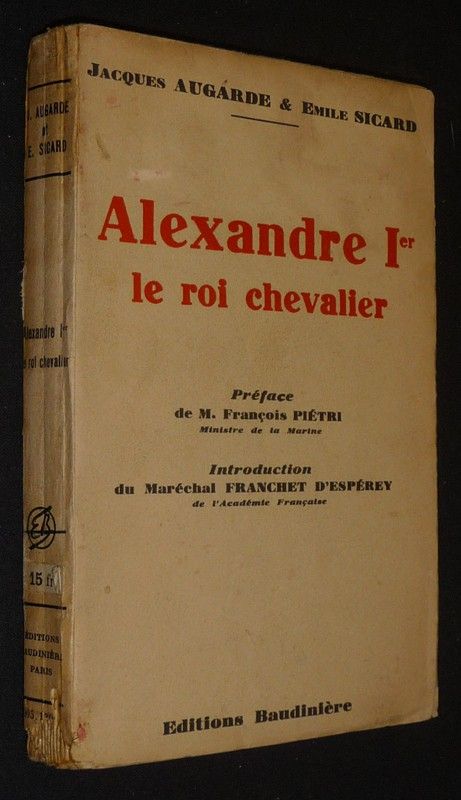 Jacques AUGARDE & Emile SICARD
Alexandre Ier
le roi chevalier
Préface
de M. François PIÉTRI
Ministre de la Marine
Introduction
du Maréchal FRANCHET D'ESPÉREY
de l'Académie Française
Editions Baudinière
J. AUGARDE
et
E. SICARD
Alexandre Ier
le roi chevalier
15 fr
ÉDITIONS
BAUDINIÈRE
PARIS